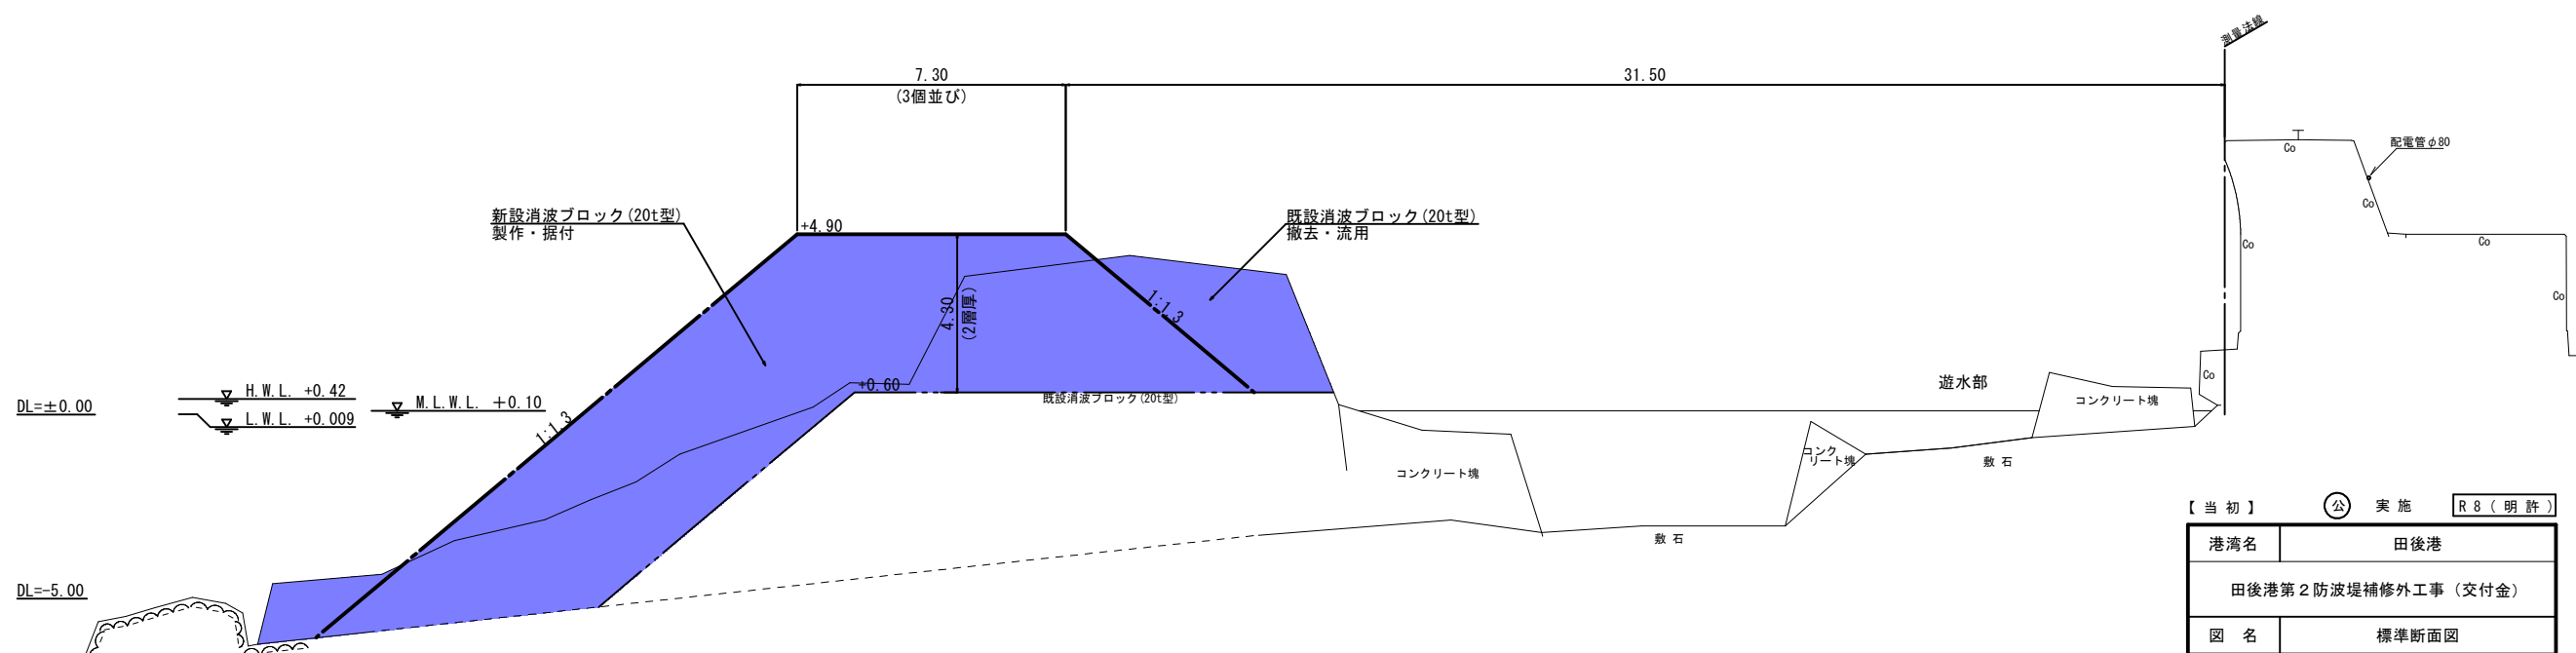 測量法線
7.30
(3個並び)
31.50
配電管φ80
Co
Co
Co
Co
Co
Co
新設消波ブロック(20t型)
製作・据付
既設消波ブロック(20t型)
撤去・流用
+4.90
4.30
(2層厚)
1:1.3
1:1.3
+0.60
既設消波ブロック(20t型)
H.W.L. +0.42
M.L.W.L. +0.10
L.W.L. +0.009
DL=±0.00
DL=-5.00
遊水部
コンクリート塊
コンク
リート塊
コンクリート塊
敷 石
敷 石
【 当 初 】 公 実 施 R 8 ( 明 許 )
港湾名 田後港
田後港第2防波堤補修外工事（交付金）
図 名 標準断面図